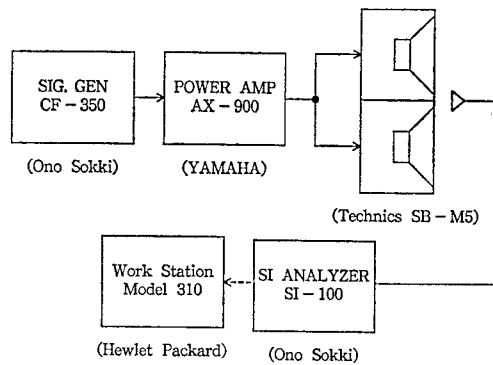 SIG. GEN
CF-350
(Ono Sokki)
POWER AMP
AX-900
(YAMAHA)
(Technics SB-M5)
Work Station
Model 310
(Hewlet Packard)
SI ANALYZER
SI-100
(Ono Sokki)